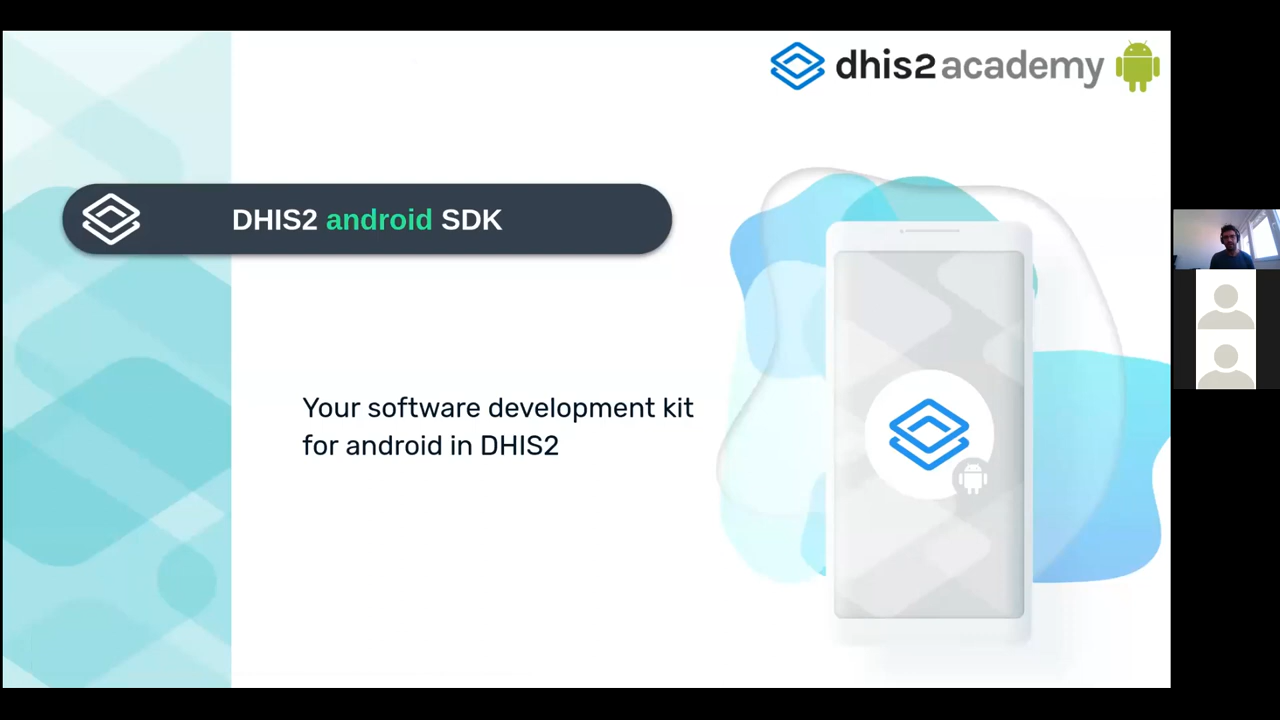 dhis2 academy
DHIS2 android SDK
Your software development kit
for android in DHIS2